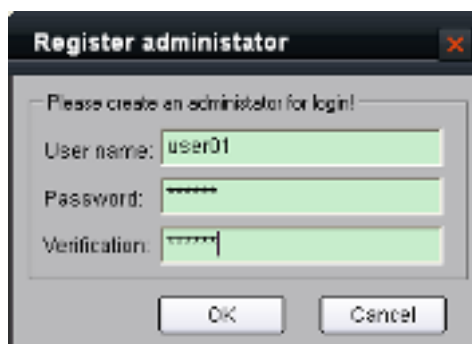 Register administator
Please create an administator for login!
User name: user01
Password: ******
Verification: ******
OK Cancel